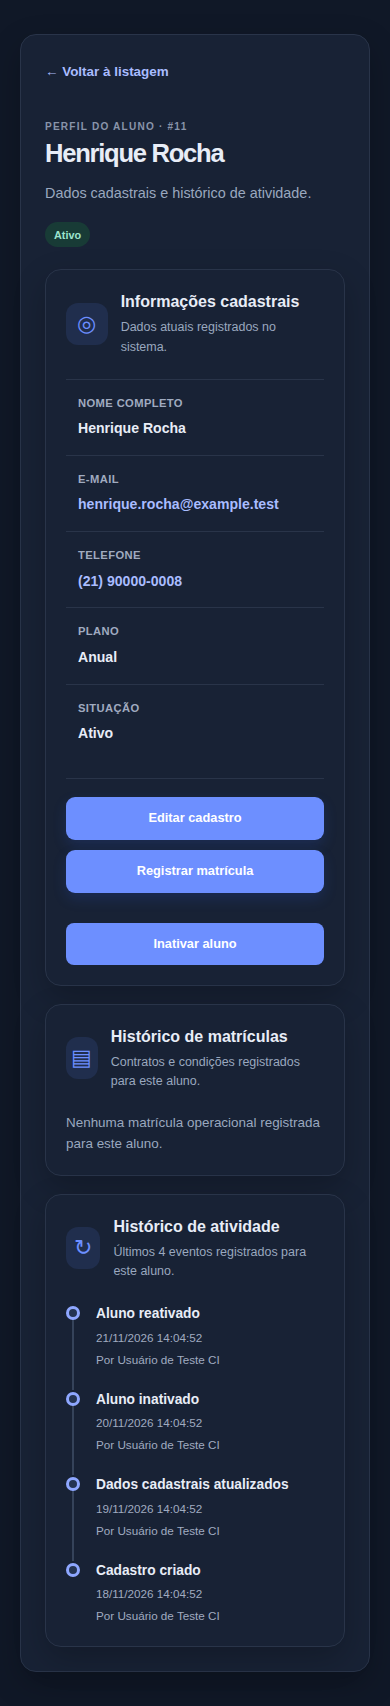 ← Voltar à listagem
PERFIL DO ALUNO · #11
Henrique Rocha
Dados cadastrais e histórico de atividade.
Ativo
Informações cadastrais
Dados atuais registrados no
sistema.
NOME COMPLETO
Henrique Rocha
E-MAIL
henrique.rocha@example.test
TELEFONE
(21) 90000-0008
PLANO
Anual
SITUAÇÃO
Ativo
Editar cadastro
Registrar matrícula
Inativar aluno
Histórico de matrículas
Contratos e condições registrados
para este aluno.
Nenhuma matrícula operacional registrada
para este aluno.
Histórico de atividade
Últimos 4 eventos registrados para
este aluno.
Aluno reativado
21/11/2026 14:04:52
Por Usuário de Teste CI
Aluno inativado
20/11/2026 14:04:52
Por Usuário de Teste CI
Dados cadastrais atualizados
19/11/2026 14:04:52
Por Usuário de Teste CI
Cadastro criado
18/11/2026 14:04:52
Por Usuário de Teste CI